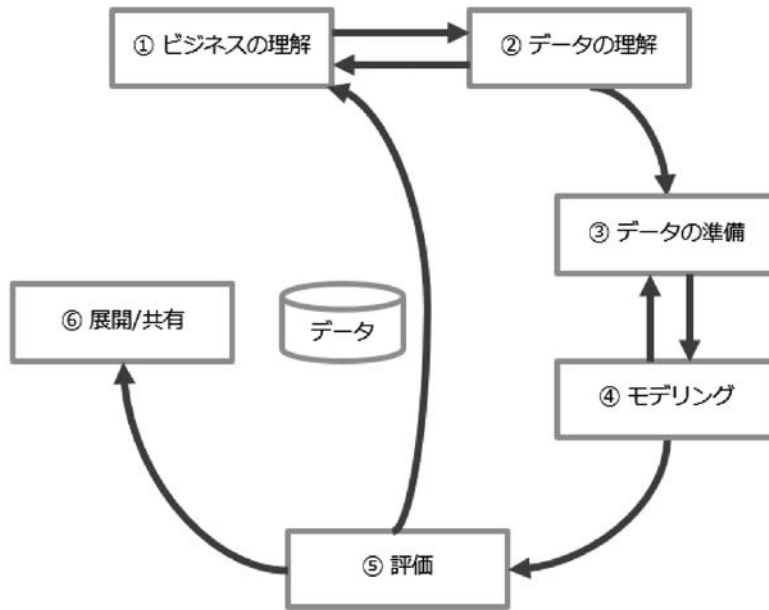 ① ビジネスの理解
② データの理解
③ データの準備
⑥ 展開/共有
データ
④ モデリング
⑤ 評価